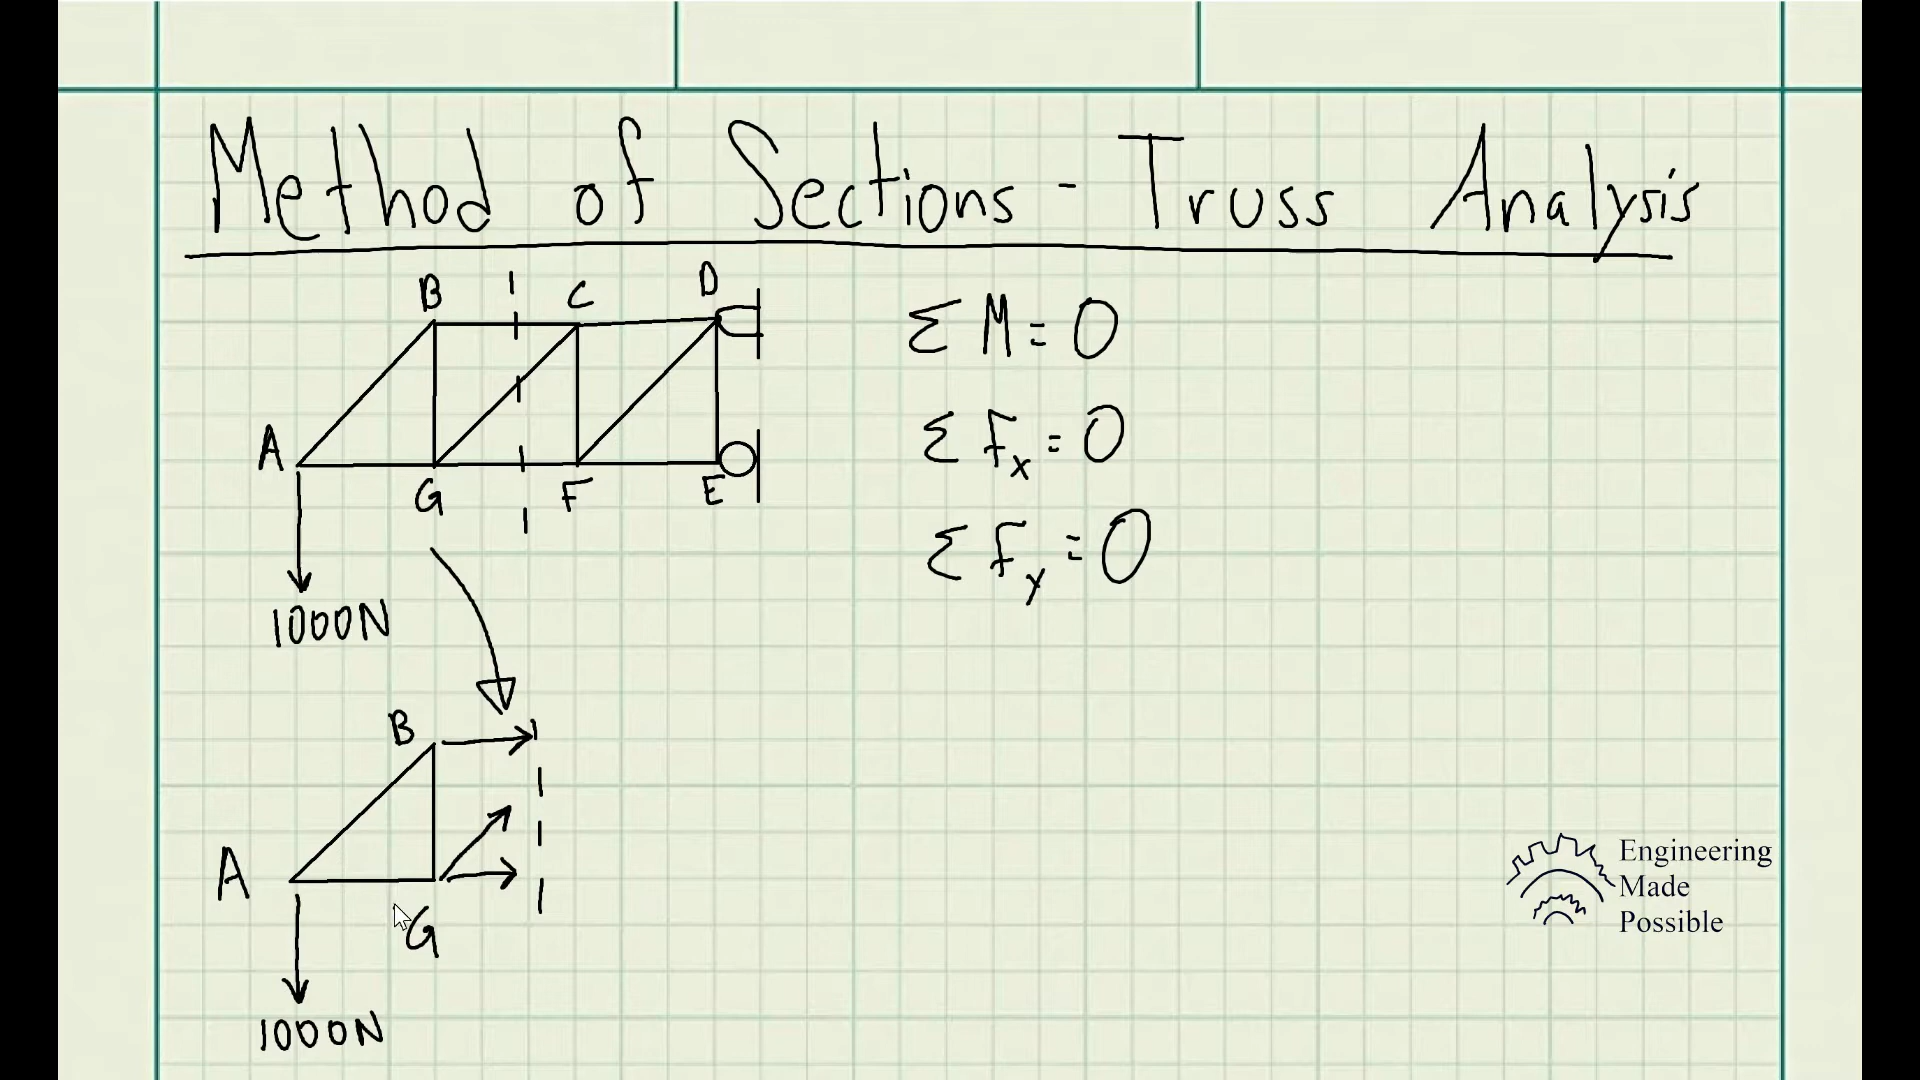 Method of Sections - Truss Analysis
B C D
A
G F E
1000N
ΣM=0
ΣFx=0
ΣFy=0
B
A
G
1000N
Engineering
Made
Possible